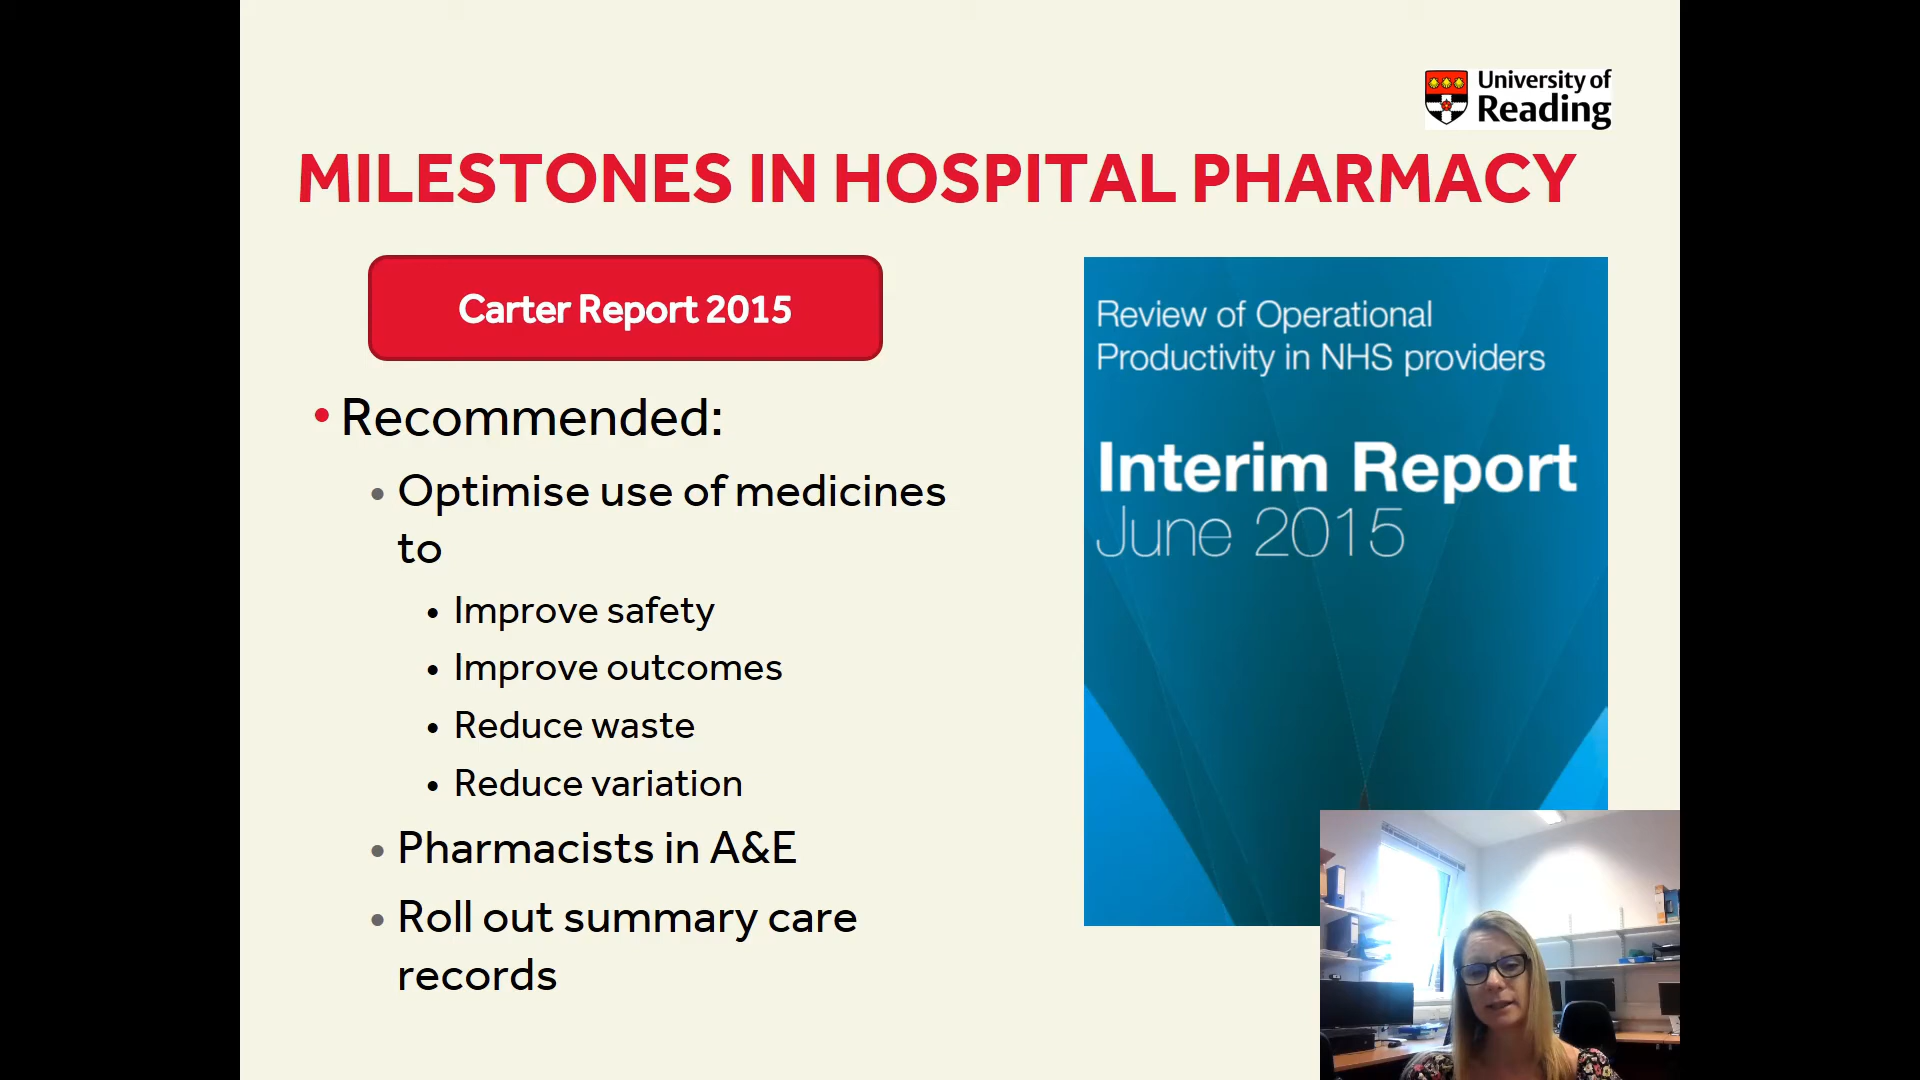 University of
Reading
MILESTONES IN HOSPITAL PHARMACY
Carter Report 2015
• Recommended:
• Optimise use of medicines
to
• Improve safety
• Improve outcomes
• Reduce waste
• Reduce variation
• Pharmacists in A&E
• Roll out summary care
records
Review of Operational
Productivity in NHS providers
Interim Report
June 2015